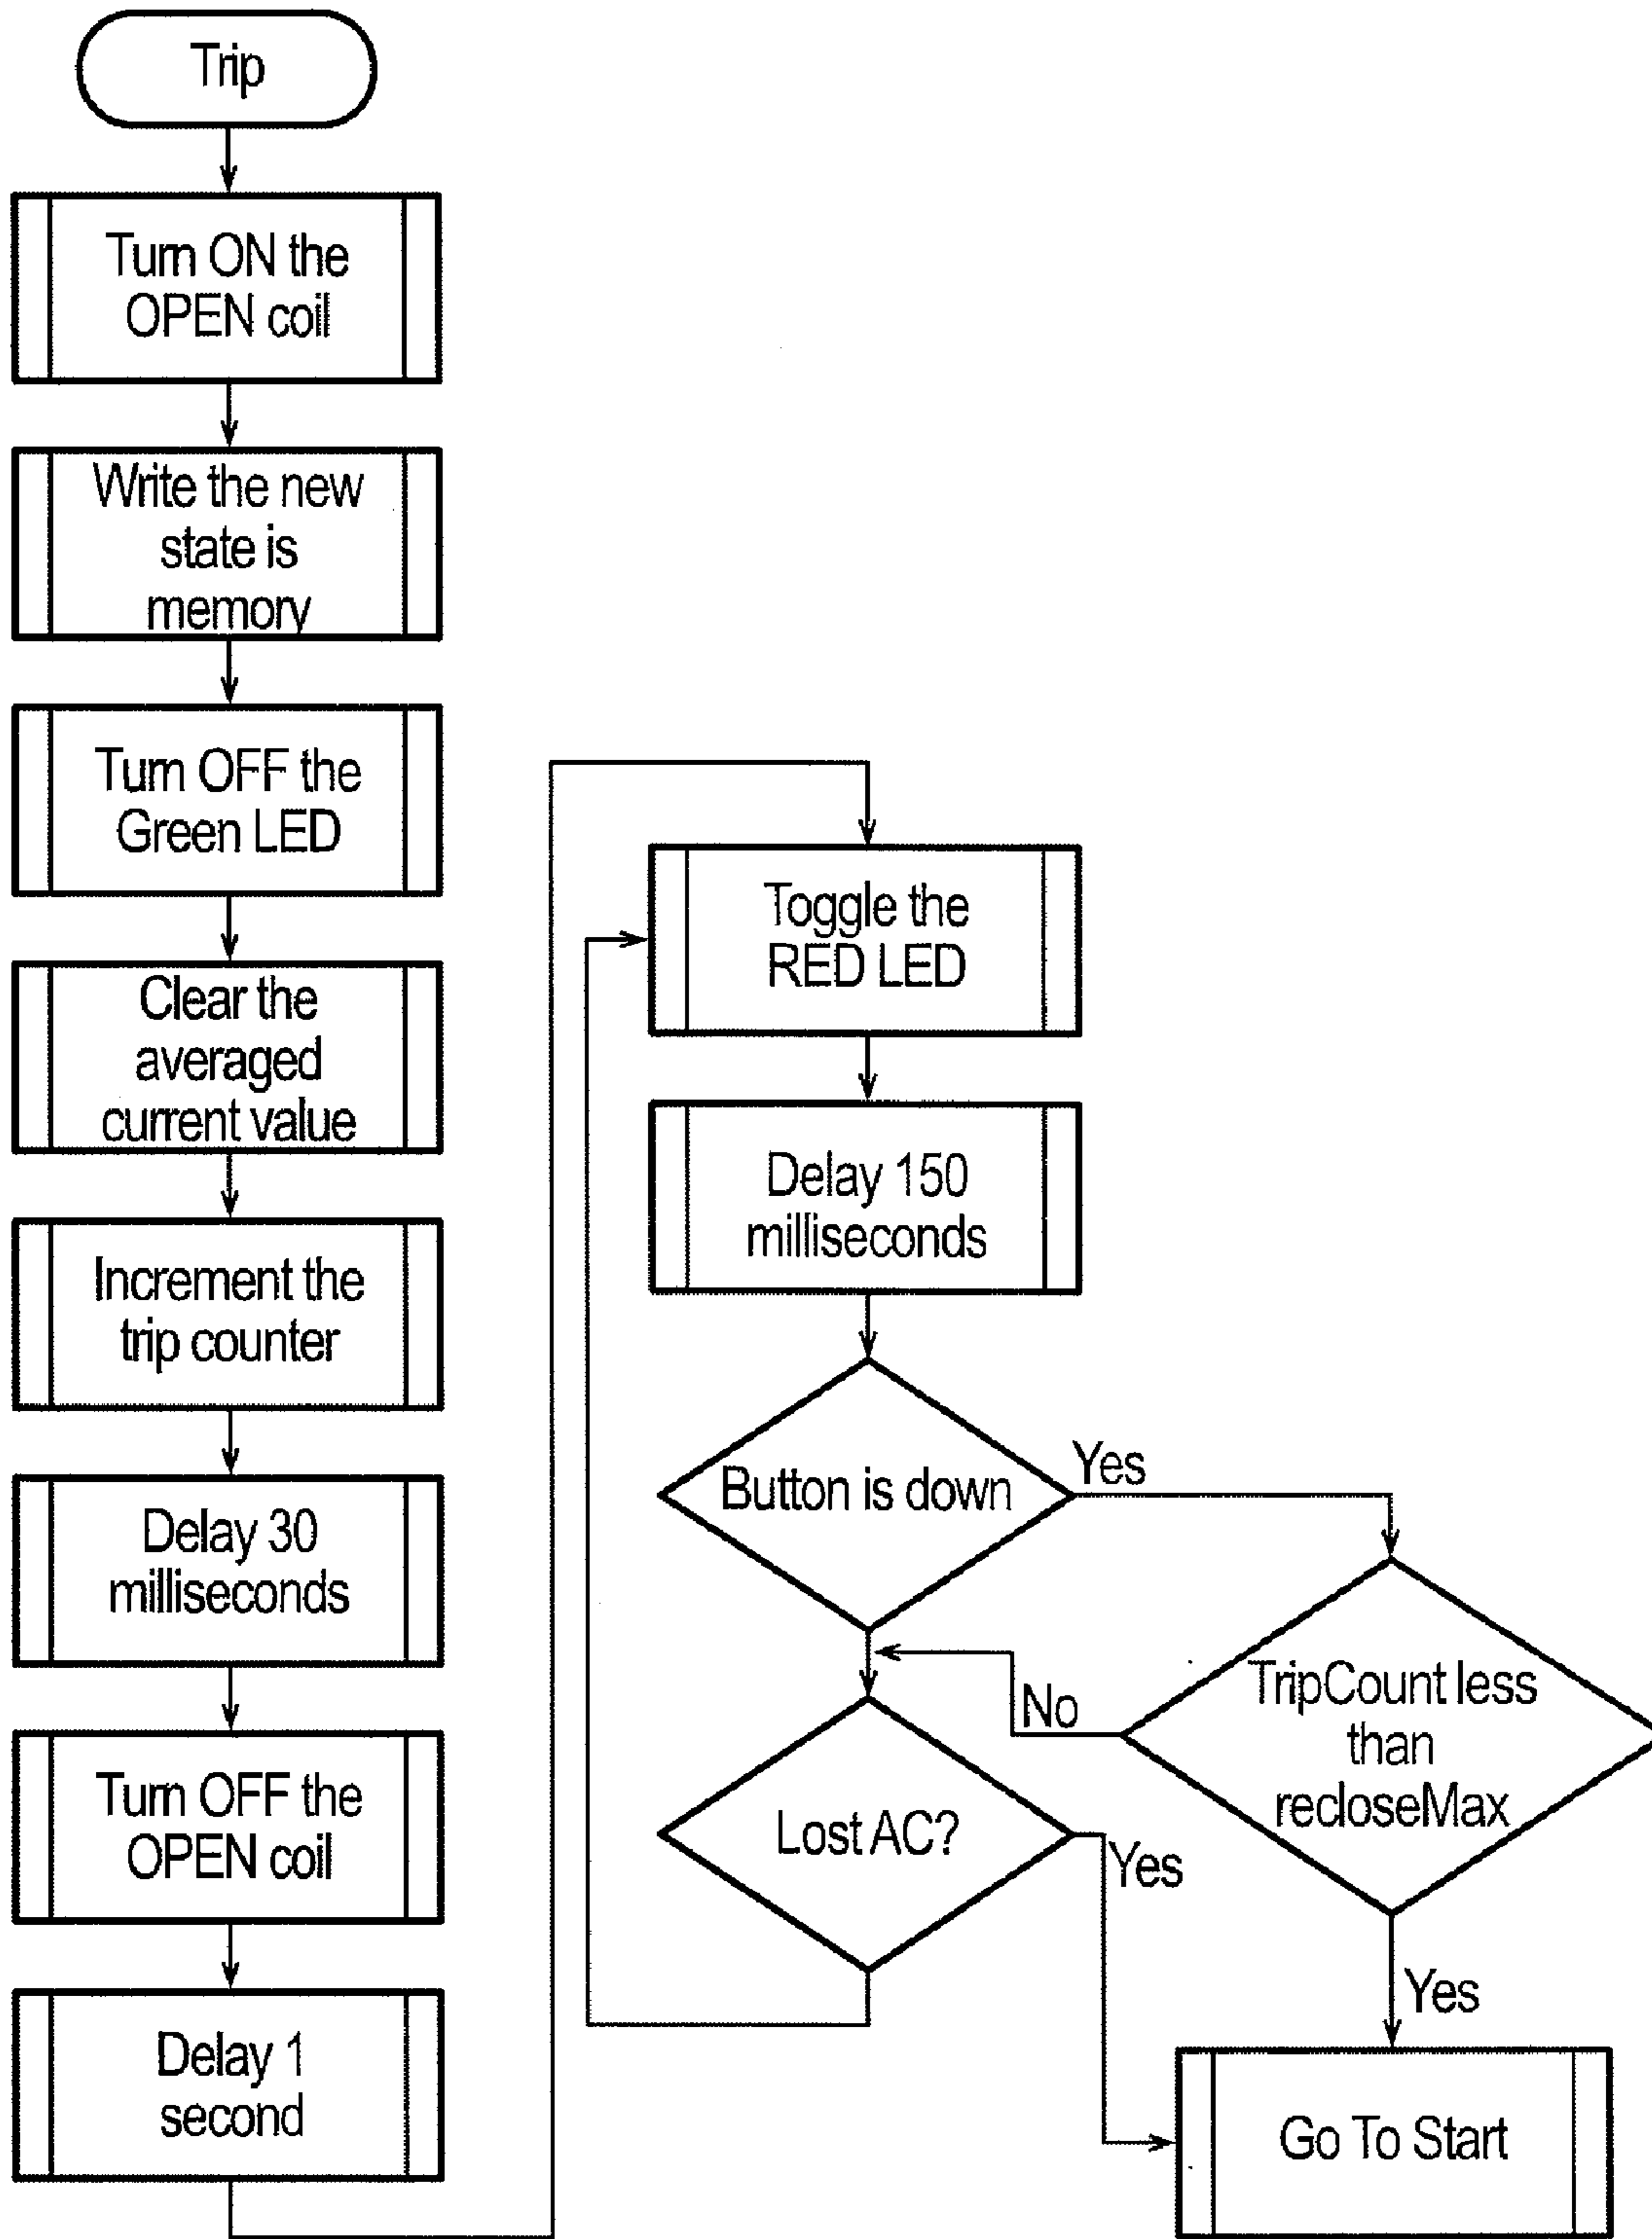 Trip
Turn ON the
OPEN coil
Write the new
state is
memory
Turn OFF the
Green LED
Clear the
averaged
current value
Increment the
trip counter
Delay 30
milliseconds
Turn OFF the
OPEN coil
Delay 1
second
Toggle the
RED LED
Delay 150
milliseconds
Button is down
Yes
TripCount less
than
recloseMax
No
Lost AC?
Yes
Yes
Go To Start